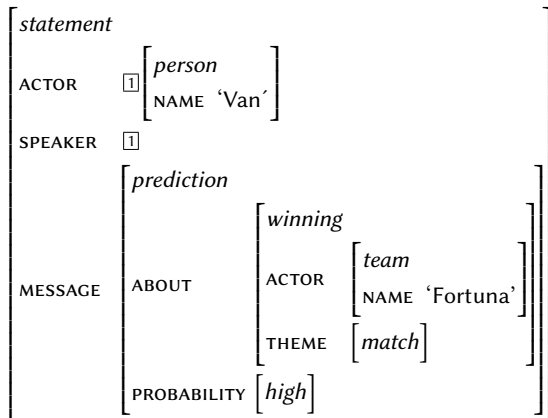 statement
ACTOR 1 person
NAME ‘Van´
SPEAKER 1
MESSAGE prediction
ABOUT winning
ACTOR team
NAME ‘Fortuna’
THEME match
PROBABILITY high